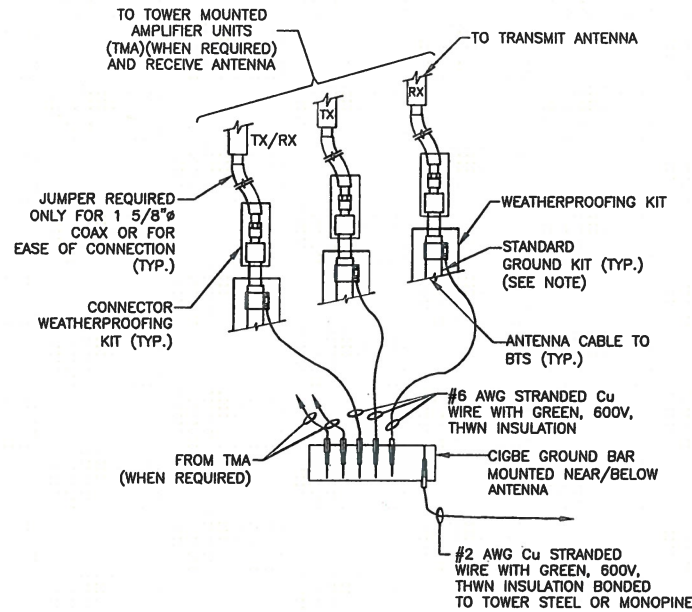 TO TOWER MOUNTED
AMPLIFIER UNITS
(TMA)(WHEN REQUIRED)
AND RECEIVE ANTENNA
TO TRANSMIT ANTENNA
RX
TX
TX/RX
JUMPER REQUIRED
ONLY FOR 1 5/8"ø
COAX OR FOR
EASE OF CONNECTION
(TYP.)
WEATHERPROOFING KIT
STANDARD
GROUND KIT (TYP.)
(SEE NOTE)
CONNECTOR
WEATHERPROOFING
KIT (TYP.)
ANTENNA CABLE TO
BTS (TYP.)
#6 AWG STRANDED Cu
WIRE WITH GREEN, 600V,
THWN INSULATION
FROM TMA
(WHEN REQUIRED)
CIGBE GROUND BAR
MOUNTED NEAR/BELOW
ANTENNA
#2 AWG Cu STRANDED
WIRE WITH GREEN, 600V,
THWN INSULATION BONDED
TO TOWER STEEL OR MONOPINE